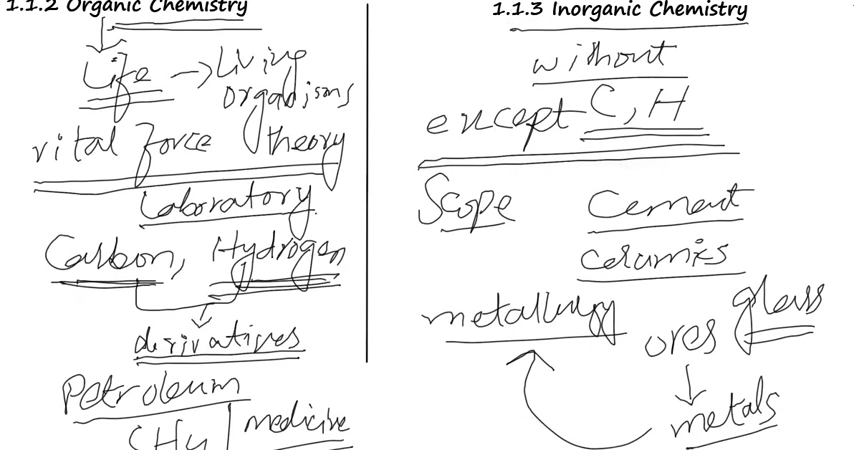 1.1.2 Organic Chemistry
Life → Living
organisms
vital force theory
Laboratory
Carbon, Hydrogen
derivatives
Petroleum
CH4 | medicine
1.1.3 Inorganic Chemistry
without
except C, H
Scope Cement
ceramics
metallurgy glass
ores
metals